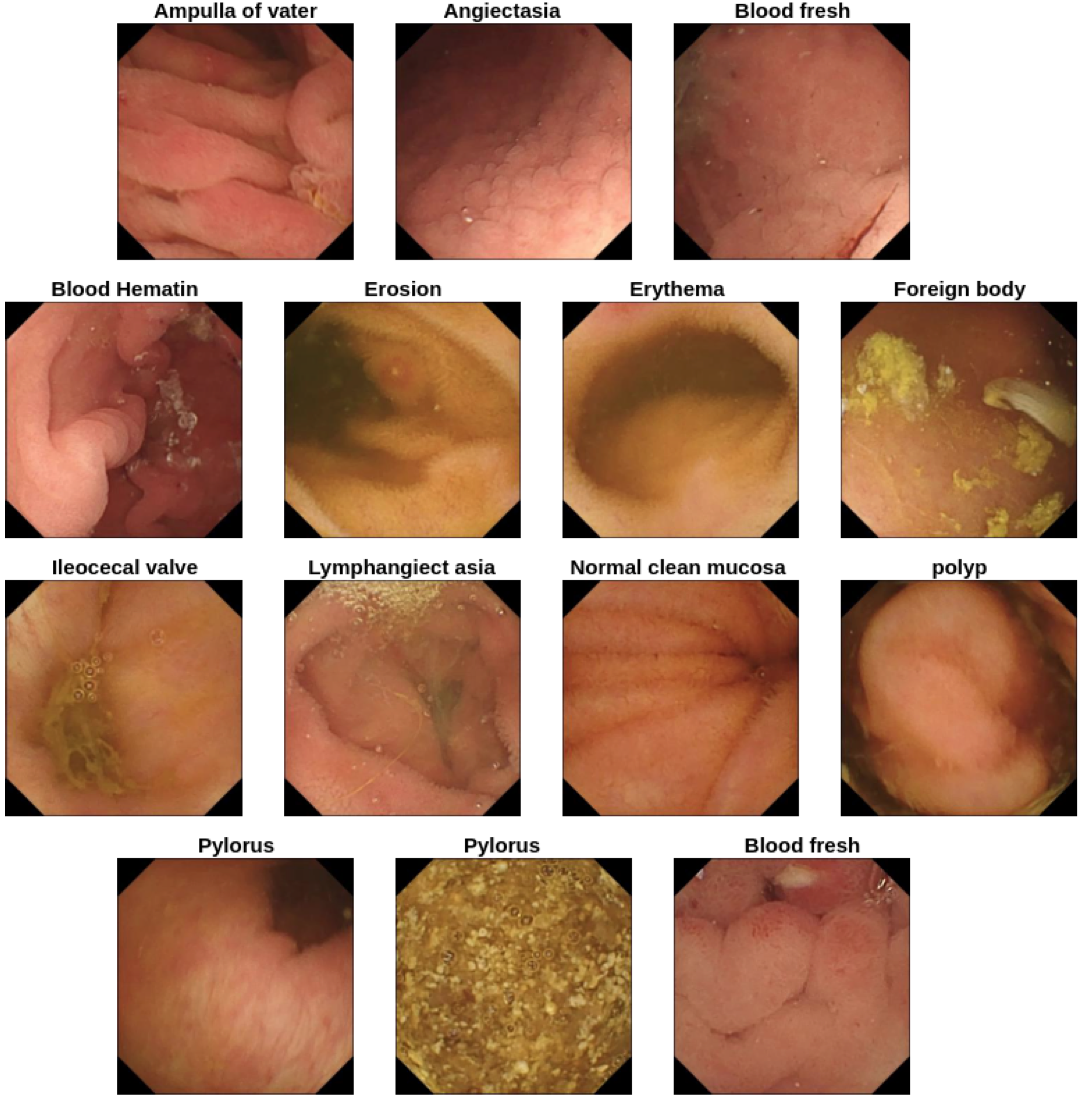 Ampulla of vater
Angiectasia
Blood fresh
Blood Hematin
Erosion
Erythema
Foreign body
Ileocecal valve
Lymphangiect asia
Normal clean mucosa
polyp
Pylorus
Pylorus
Blood fresh